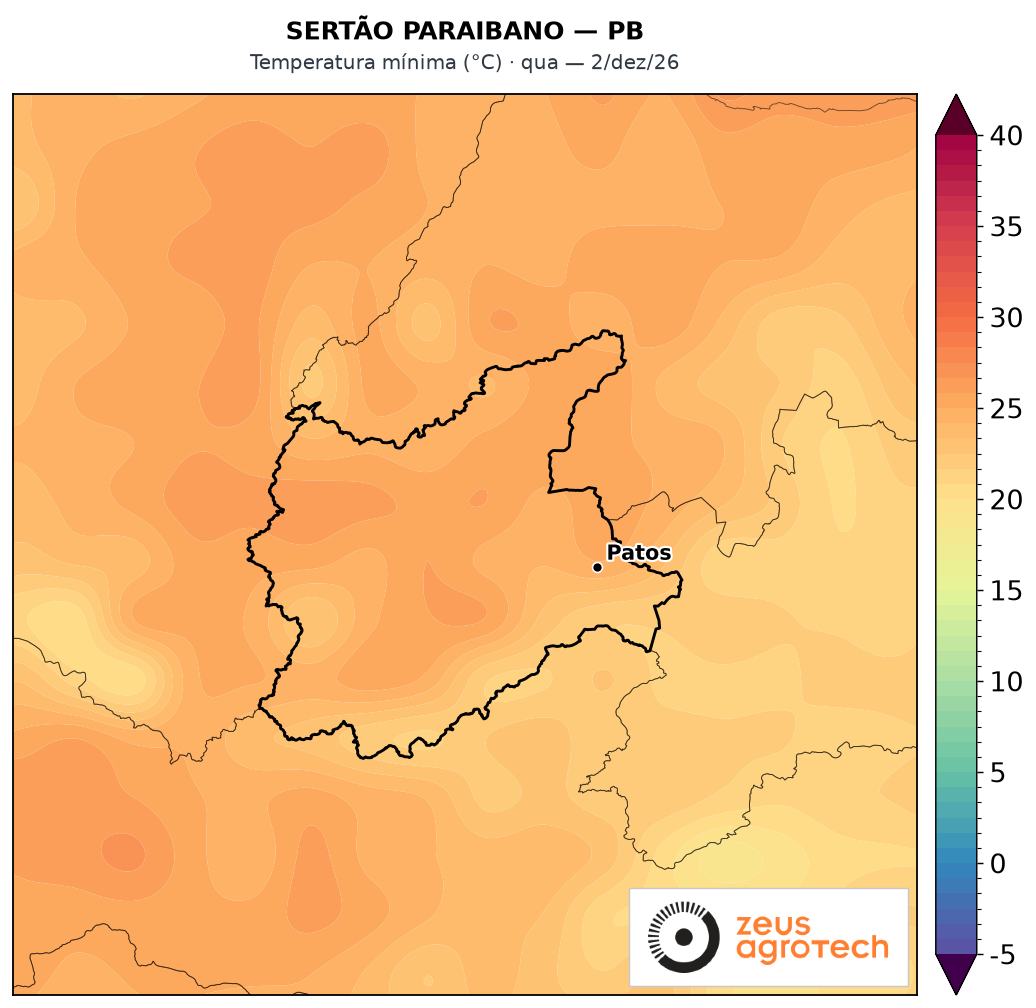 SERTÃO PARAIBANO — PB
Temperatura mínima (°C) · qua — 2/dez/26
40
35
30
25
20
15
10
5
0
-5
Patos
zeus
agrotech